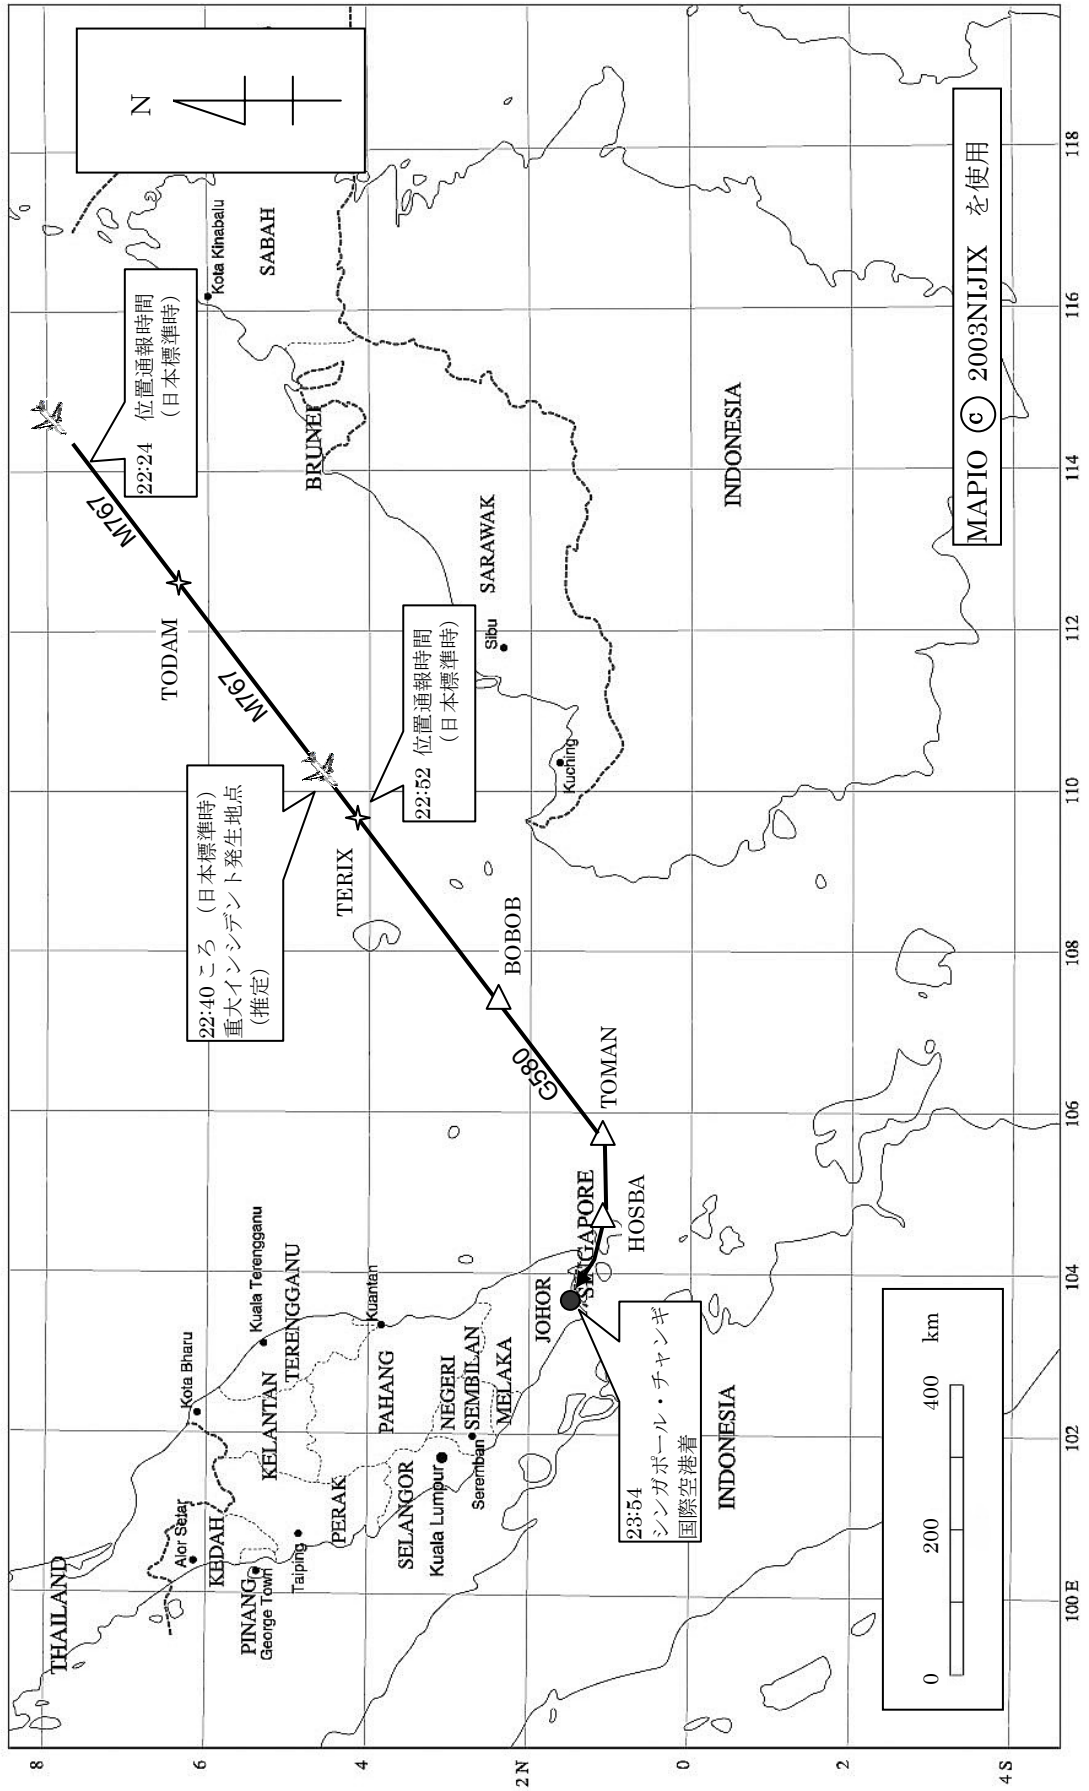 N
THAILAND
Alor Setar
KEDAH
PINANG
George Town
Taiping
PERAK
Kota Bharu
KELANTAN
Kuala Terengganu
TERENGGANU
Kuantan
PAHANG
SELANGOR
Kuala Lumpur
NEGERI
SEMBILAN
Seremban
MELAKA
JOHOR
SINGAPORE
HOSBA
TOMAN
G580
BOBOB
TERIX
22:40ころ (日本標準時)
重大インシデント発生地点
(推定)
22:52 位置通報時間
(日本標準時)
M767
TODAM
M767
22:24 位置通報時間
(日本標準時)
Kota Kinabalu
SABAH
BRUNEI
SARAWAK
Sibu
Kuching
INDONESIA
23:54
シンガポール・チャンギ
国際空港着
INDONESIA
0 200 400 km
MAPIO ⓒ 2003NIJIX を使用
8
6
4
2 N
0
2
4 S
100 E
102
104
106
108
110
112
114
116
118